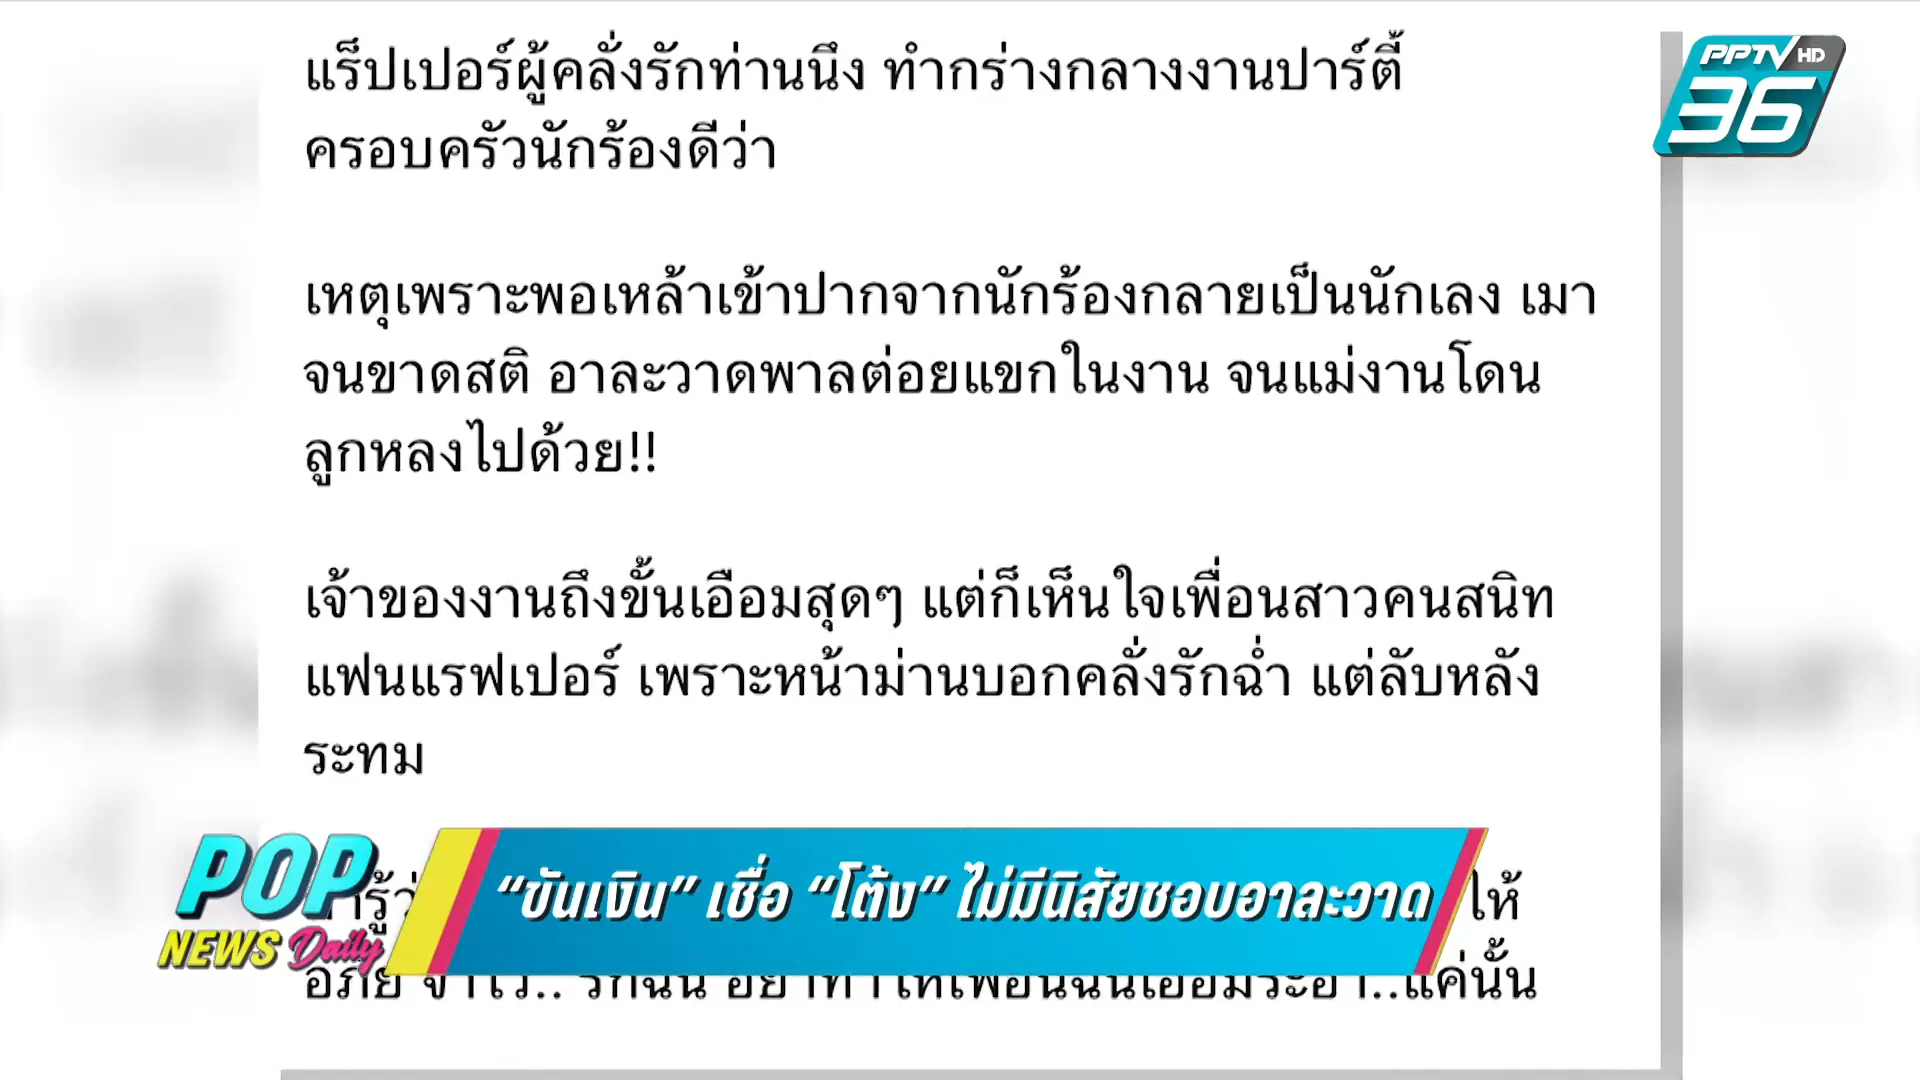 แร็ปเปอร์ผู้คลั่งรักท่านนึง ทำกร่างกลางงานปาร์ตี้
ครอบครัวนักร้องดีว่า
เหตุเพราะพอเหล้าเข้าปากจากนักร้องกลายเป็นนักเลง เมา
จนขาดสติ อาละวาดพาลต่อยแขกในงาน จนแม่งานโดน
ลูกหลงไปด้วย!!
เจ้าของงานถึงขั้นเอือมสุดๆ แต่ก็เห็นใจเพื่อนสาวคนสนิท
แฟนแรฟเปอร์ เพราะหน้าม่านบอกคลั่งรักฉ่ำ แต่ลับหลัง
ระทม
ให้
แค่นั้น
PPTV HD
36
POP
NEWS Daily
“ขันเงิน” เชื่อ “โต้ง” ไม่มีนิสัยชอบอาละวาด